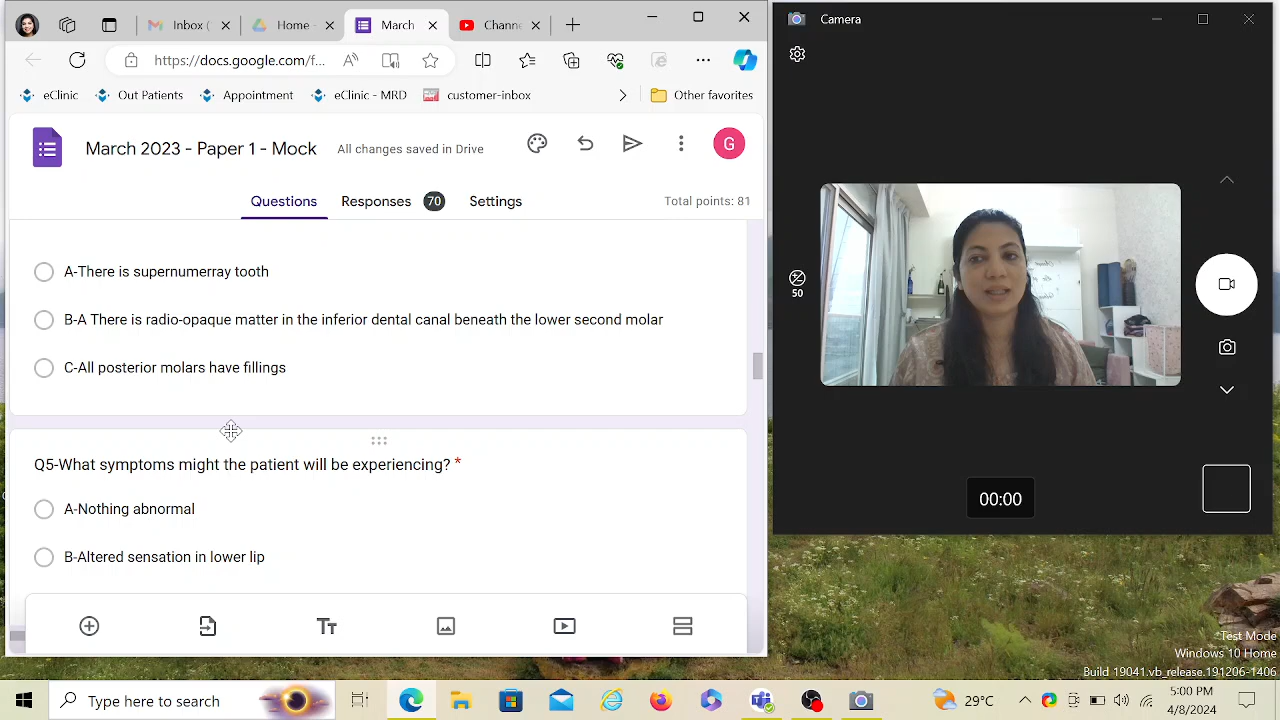 Inbox (
Home -
March
Channe
Camera
https://docs.google.com/f...
eClinic
Out Patients
Appointment
eClinic - MRD
customer-inbox
Other favorites
March 2023 - Paper 1 - Mock
All changes saved in Drive
G
Questions
Responses
70
Settings
Total points: 81
A-There is supernumerray tooth
B-A There is radio-opaque matter in the inferior dental canal beneath the lower second molar
C-All posterior molars have fillings
Q5-What symptoms might the patient will be experiencing? *
A-Nothing abnormal
B-Altered sensation in lower lip
Tт
50
00:00
Test Mode
Windows 10 Home
Build 19041.vb_release.191206-1406
Type here to search
29°C
5:00 PM
4/8/2024